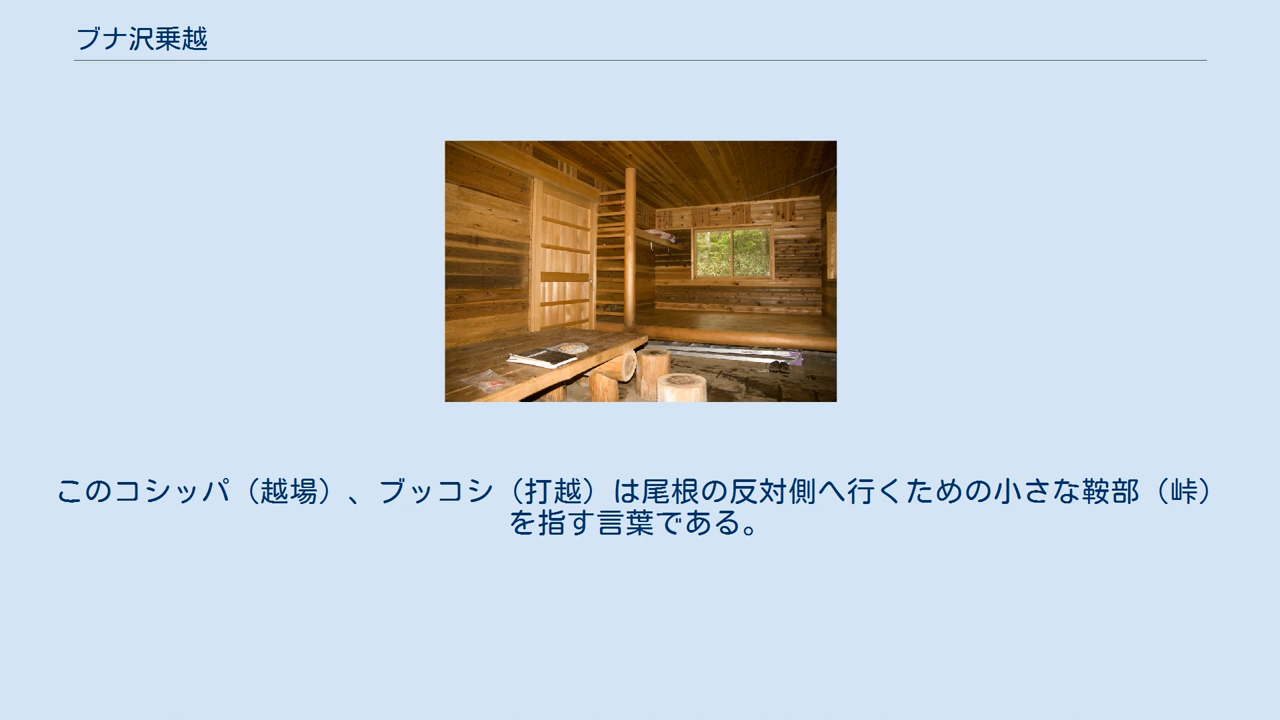 ブナ沢乗越
このコシッパ（越場）、ブッコシ（打越）は尾根の反対側へ行くための小さな鞍部（峠）
を指す言葉である。